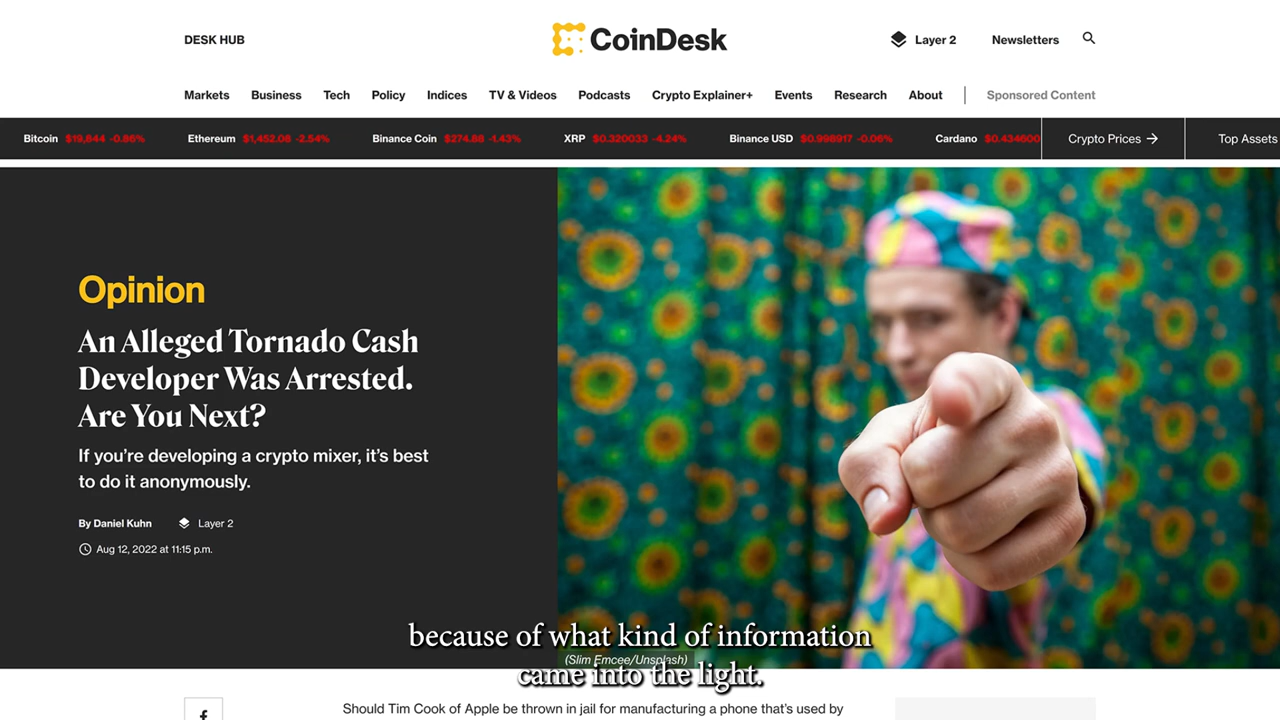 DESK HUB
CoinDesk
Layer 2
Newsletters
Markets Business Tech Policy Indices TV & Videos Podcasts Crypto Explainer+ Events Research About Sponsored Content
Bitcoin $19,844 -0.86% Ethereum $1,452.08 -2.54% Binance Coin $274.88 -1.43% XRP $0.320033 -4.24% Binance USD $0.998917 -0.06% Cardano $0.434600 Crypto Prices → Top Assets
Opinion
An Alleged Tornado Cash
Developer Was Arrested.
Are You Next?
If you’re developing a crypto mixer, it’s best
to do it anonymously.
By Daniel Kuhn Layer 2
Aug 12, 2022 at 11:15 p.m.
because of what kind of information
(Slim Emcee/Unsplash)
came into the light.
f
Should Tim Cook of Apple be thrown in jail for manufacturing a phone that’s used by